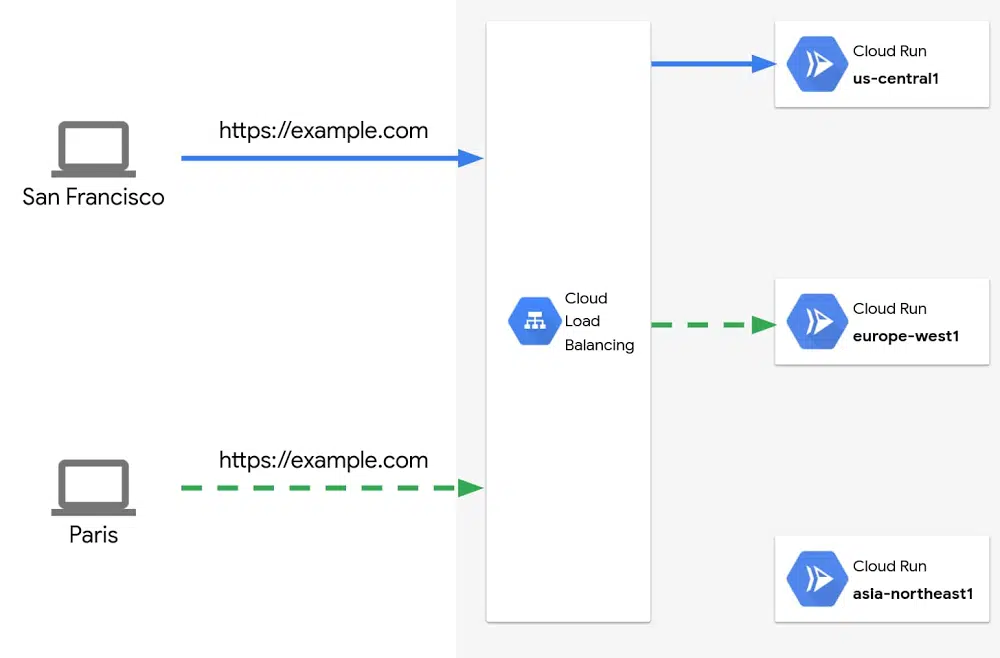 https://example.com
San Francisco
Cloud Run
us-central1
Cloud
Load
Balancing
Cloud Run
europe-west1
https://example.com
Paris
Cloud Run
asia-northeast1